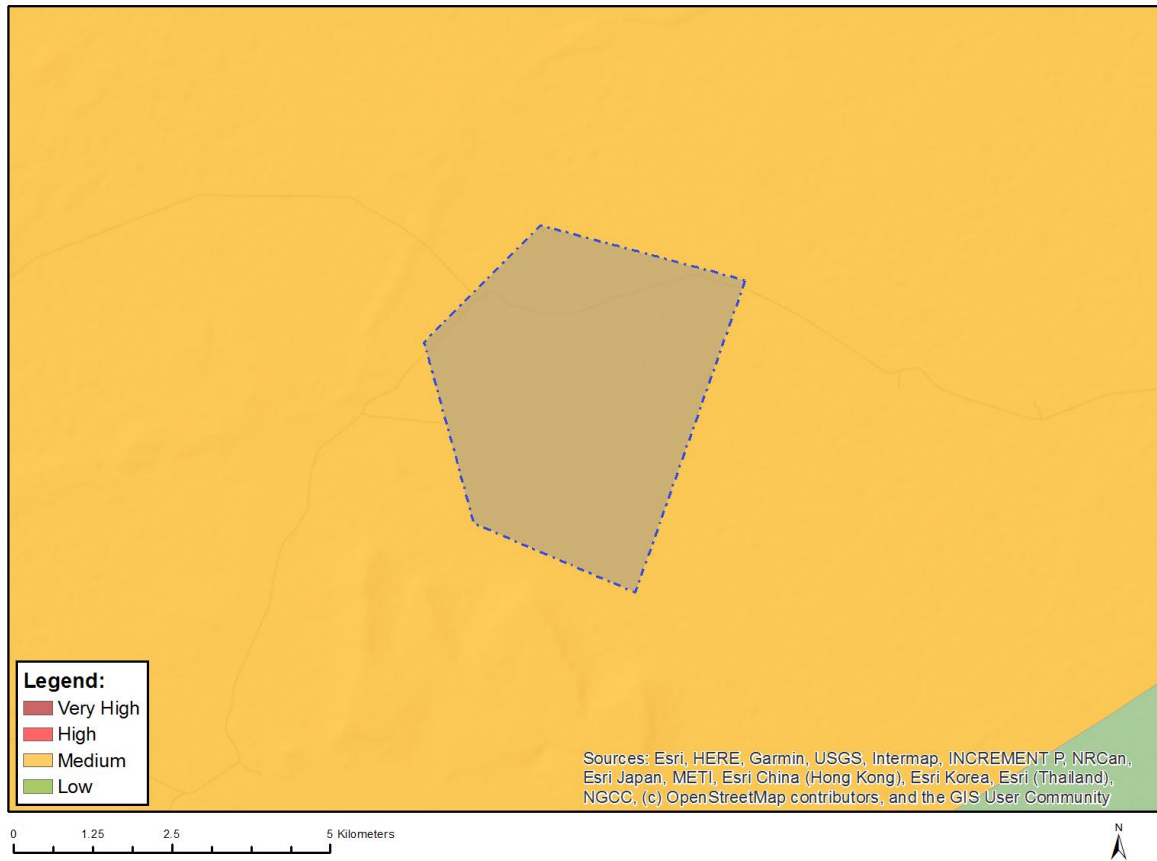 Legend:
Very High
High
Medium
Low
Sources: Esri, HERE, Garmin, USGS, Intermap, INCREMENT P, NRCan,
Esri Japan, METI, Esri China (Hong Kong), Esri Korea, Esri (Thailand),
NGCC, (c) OpenStreetMap contributors, and the GIS User Community
0 1.25 2.5 5 Kilometers
N